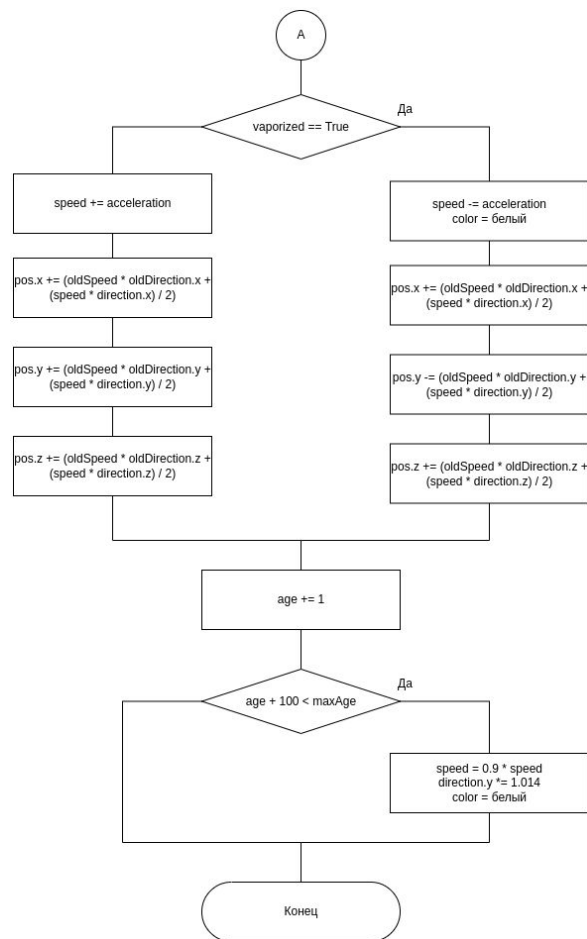 A
Да
vaporized == True
speed += acceleration
pos.x += (oldSpeed * oldDirection.x +
(speed * direction.x) / 2)
pos.y += (oldSpeed * oldDirection.y +
(speed * direction.y) / 2)
pos.z += (oldSpeed * oldDirection.z +
(speed * direction.z) / 2)
speed -= acceleration
color = белый
pos.x += (oldSpeed * oldDirection.x +
(speed * direction.x) / 2)
pos.y -= (oldSpeed * oldDirection.y +
(speed * direction.y) / 2)
pos.z += (oldSpeed * oldDirection.z +
(speed * direction.z) / 2)
age += 1
Да
age + 100 < maxAge
speed = 0.9 * speed
direction.y *= 1.014
color = белый
Конец